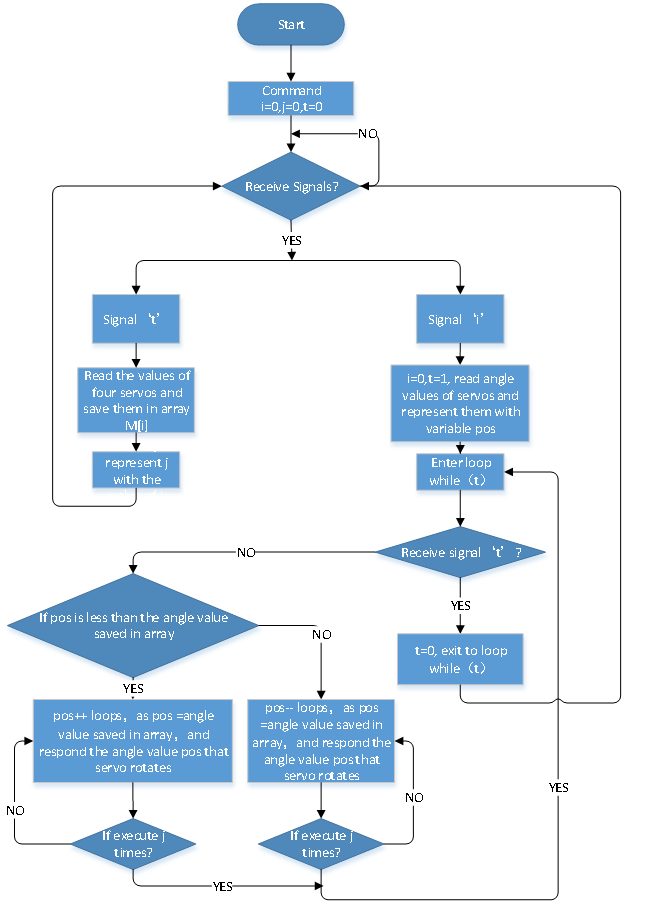 Start
Command
i=0,j=0,t=0
NO
Receive Signals?
YES
Signal ‘t’
Signal ‘i’
Read the values of
four servos and
save them in array
M[i]
i=0,t=1, read angle
values of servos and
represent them with
variable pos
represent j
with the
Enter loop
while（t）
Receive signal ‘t’ ?
NO
YES
If pos is less than the angle value
saved in array
NO
t=0, exit to loop
while（t）
YES
pos++ loops，as pos =angle
value saved in array，and
respond the angle value pos that
servo rotates
pos-- loops，as pos
=angle value saved in
array，and respond the
angle value pos that
servo rotates
YES
NO
NO
If execute j
times?
If execute j
times?
YES